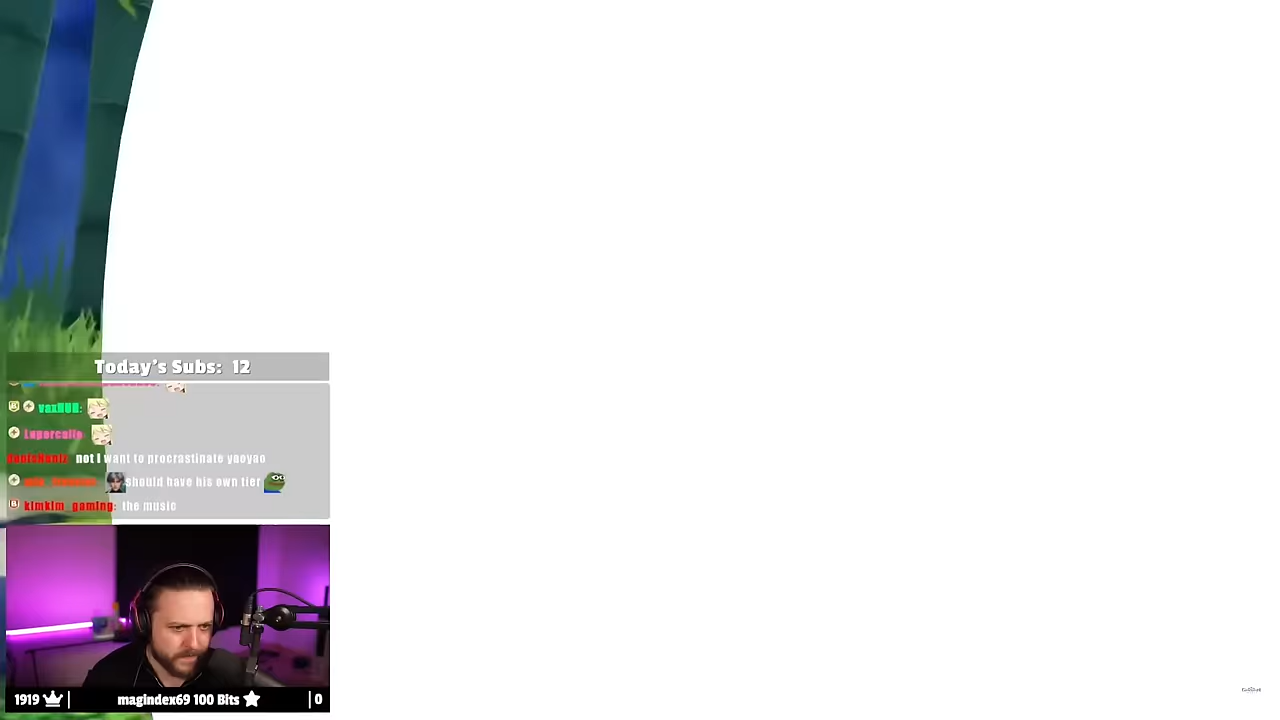 Today's Subs: 12
vaxHUH:
Lupercalia:
not I want to procrastinate yaoyao
should have his own tier
kimkim_gaming: the music
1919
magindex69 100 Bits
0